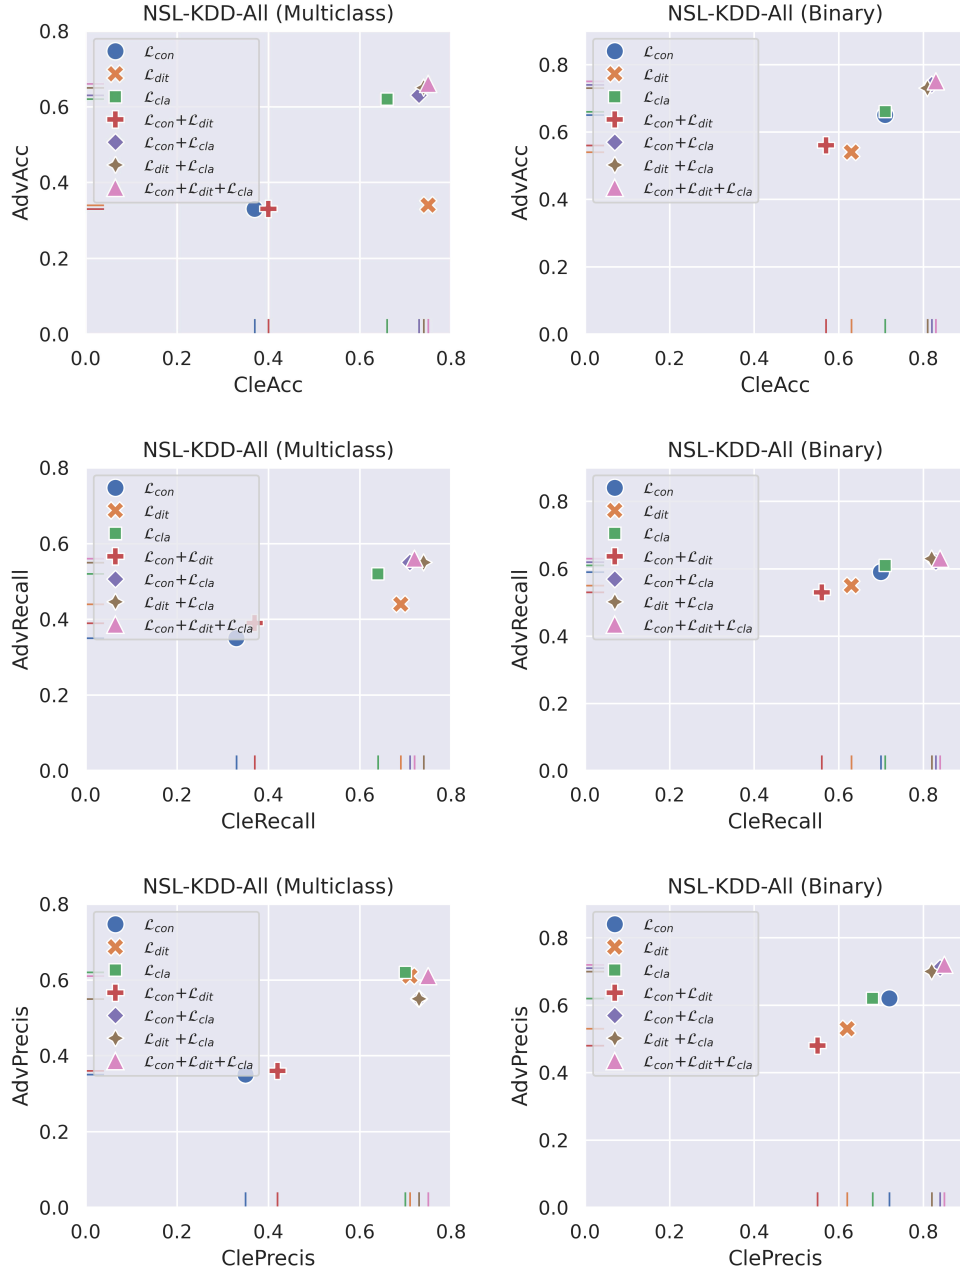 NSL-KDD-All (Multiclass)
0.8
0.6
0.4
0.2
0.0
AdvAcc
ℒcon
ℒdit
ℒcla
ℒcon+ℒdit
ℒcon+ℒcla
ℒdit +ℒcla
ℒcon+ℒdit+ℒcla
0.0 0.2 0.4 0.6 0.8
CleAcc
NSL-KDD-All (Binary)
0.8
0.6
0.4
0.2
0.0
AdvAcc
ℒcon
ℒdit
ℒcla
ℒcon+ℒdit
ℒcon+ℒcla
ℒdit +ℒcla
ℒcon+ℒdit+ℒcla
0.0 0.2 0.4 0.6 0.8
CleAcc
NSL-KDD-All (Multiclass)
0.8
0.6
0.4
0.2
0.0
AdvRecall
ℒcon
ℒdit
ℒcla
ℒcon+ℒdit
ℒcon+ℒcla
ℒdit +ℒcla
ℒcon+ℒdit+ℒcla
0.0 0.2 0.4 0.6 0.8
CleRecall
NSL-KDD-All (Binary)
0.8
0.6
0.4
0.2
0.0
AdvRecall
ℒcon
ℒdit
ℒcla
ℒcon+ℒdit
ℒcon+ℒcla
ℒdit +ℒcla
ℒcon+ℒdit+ℒcla
0.0 0.2 0.4 0.6 0.8
CleRecall
NSL-KDD-All (Multiclass)
0.8
0.6
0.4
0.2
0.0
AdvPrecis
ℒcon
ℒdit
ℒcla
ℒcon+ℒdit
ℒcon+ℒcla
ℒdit +ℒcla
ℒcon+ℒdit+ℒcla
0.0 0.2 0.4 0.6 0.8
ClePrecis
NSL-KDD-All (Binary)
0.8
0.6
0.4
0.2
0.0
AdvPrecis
ℒcon
ℒdit
ℒcla
ℒcon+ℒdit
ℒcon+ℒcla
ℒdit +ℒcla
ℒcon+ℒdit+ℒcla
0.0 0.2 0.4 0.6 0.8
ClePrecis